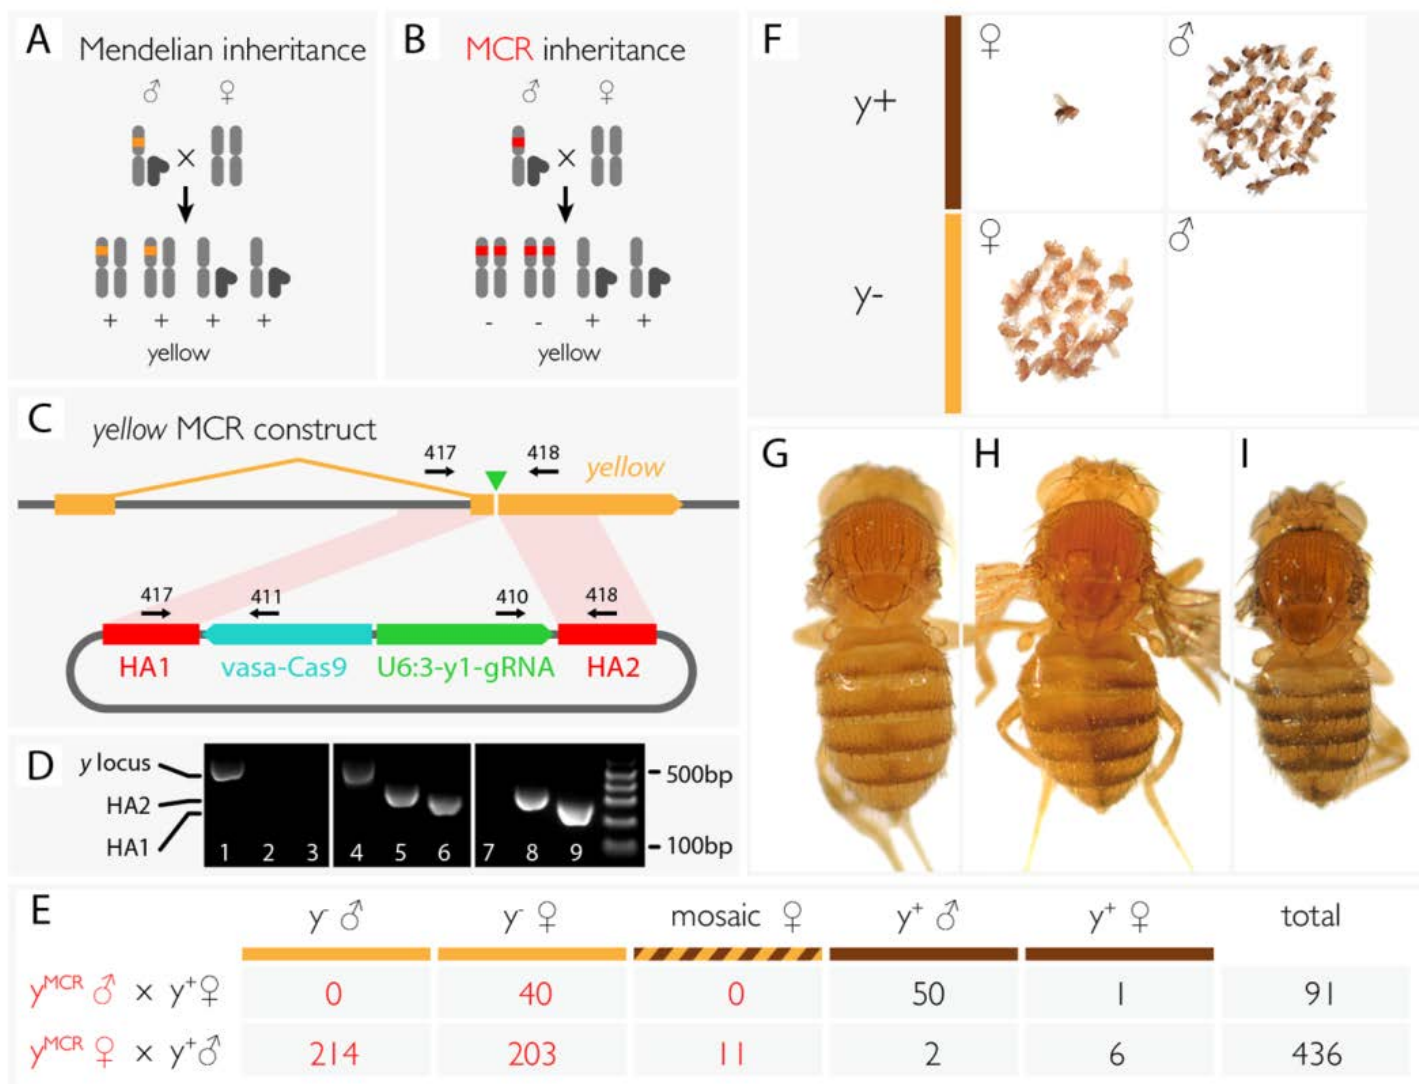 A Mendelian inheritance
♂ ♀
×
+ + + +
yellow
B MCR inheritance
♂ ♀
×
- - + +
yellow
C
yellow MCR construct
417 418 yellow
417 411 410 418
HA1 vasa-Cas9 U6:3-y1-gRNA HA2
D
y locus
HA2
HA1
1 2 3 4 5 6 7 8 9
500bp
100bp
F
♀ ♂
y+
♀ ♂
y-
G H I
E y⁻ ♂ y⁻ ♀ mosaic ♀ y⁺ ♂ y⁺ ♀ total
yᴹᶜᴿ ♂ × y⁺♀ 0 40 0 50 1 91
yᴹᶜᴿ ♀ × y⁺♂ 214 203 11 2 6 436